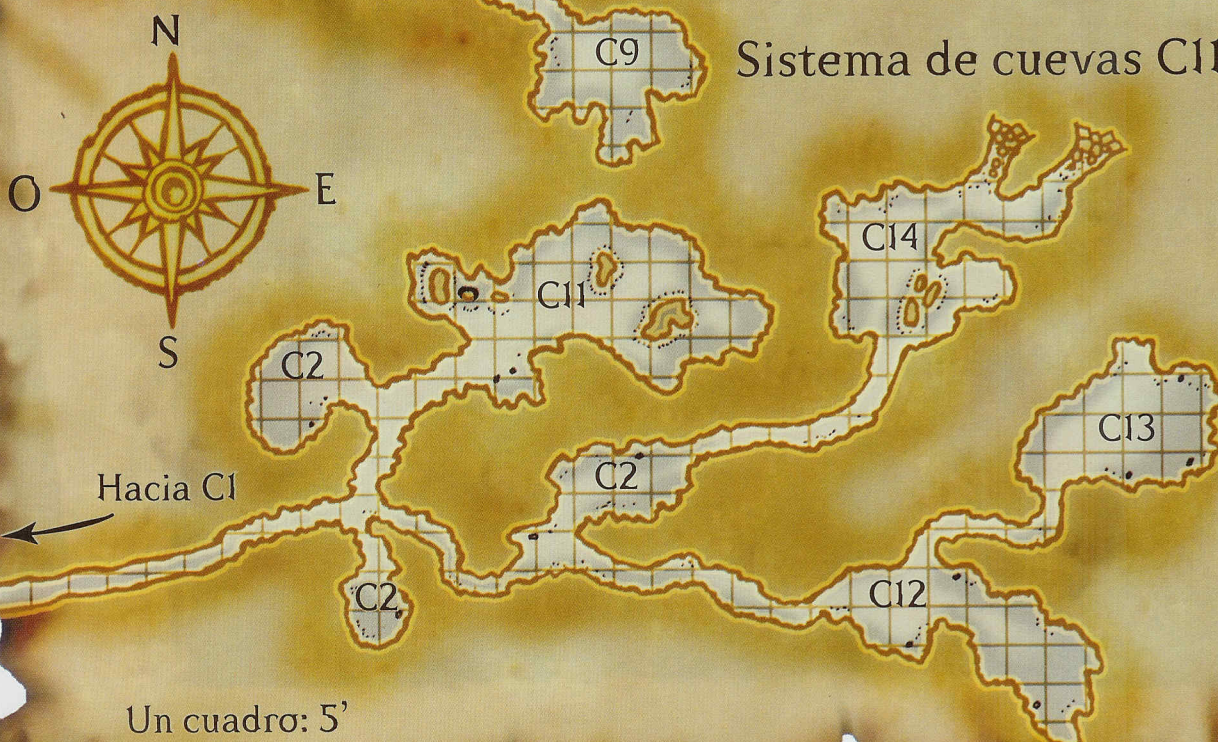 N
C9
Sistema de cuevas C11
O
E
C14
C11
S
C2
C13
C2
Hacia C1
C12
C2
Un cuadro: 5’